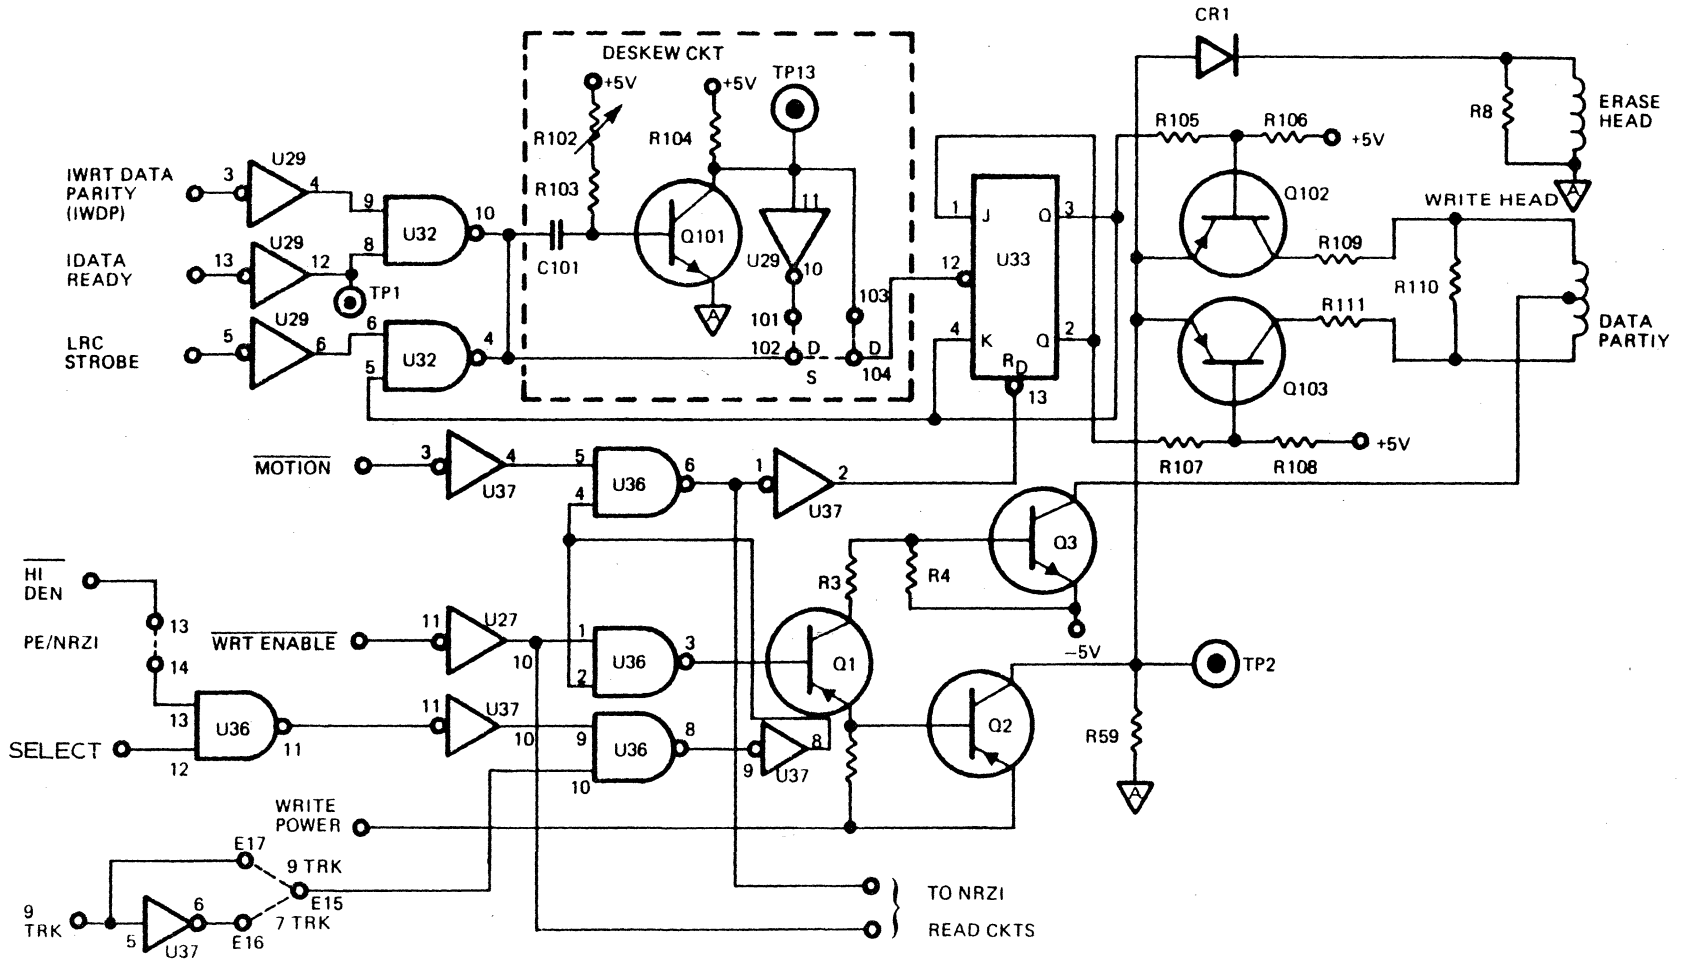 CR1
DESKEW CKT
TP13
+5V
+5V
R8
ERASE
HEAD
R102
R104
R105
R106
+5V
IWRT DATA
PARITY
(IWDP)
3
U29
4
9
R103
10
U32
8
Q101
11
U29
10
C101
1
J
Q
3
U33
12
4
K
Q
2
RD
13
A
Q102
WRITE HEAD
R109
R110
R111
DATA
PARTIY
Q103
IDATA
READY
13
U29
12
TP1
LRC
STROBE
5
U29
6
6
U32
4
5
A
101
102
D
S
103
D
104
+5V
R107
R108
MOTION
3
4
U37
5
4
U36
6
1
2
U37
Q3
R3
R4
−5V
HI
DEN
13
PE/NRZI
14
WRT ENABLE
11
U27
10
1
2
U36
3
Q1
TP2
13
12
U36
11
SELECT
11
U37
10
9
10
U36
8
9
8
U37
Q2
R59
A
WRITE
POWER
E17
9 TRK
E15
7 TRK
E16
9
TRK
5
6
U37
TO NRZI
READ CKTS